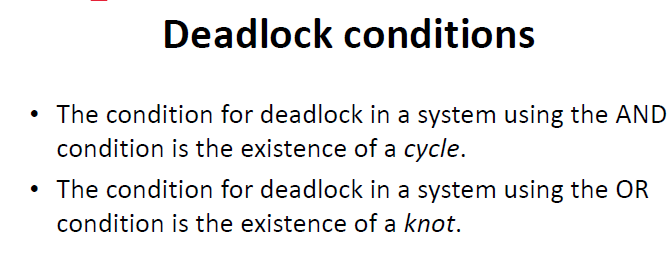 Deadlock conditions
• The condition for deadlock in a system using the AND
condition is the existence of a cycle.
• The condition for deadlock in a system using the OR
condition is the existence of a knot.